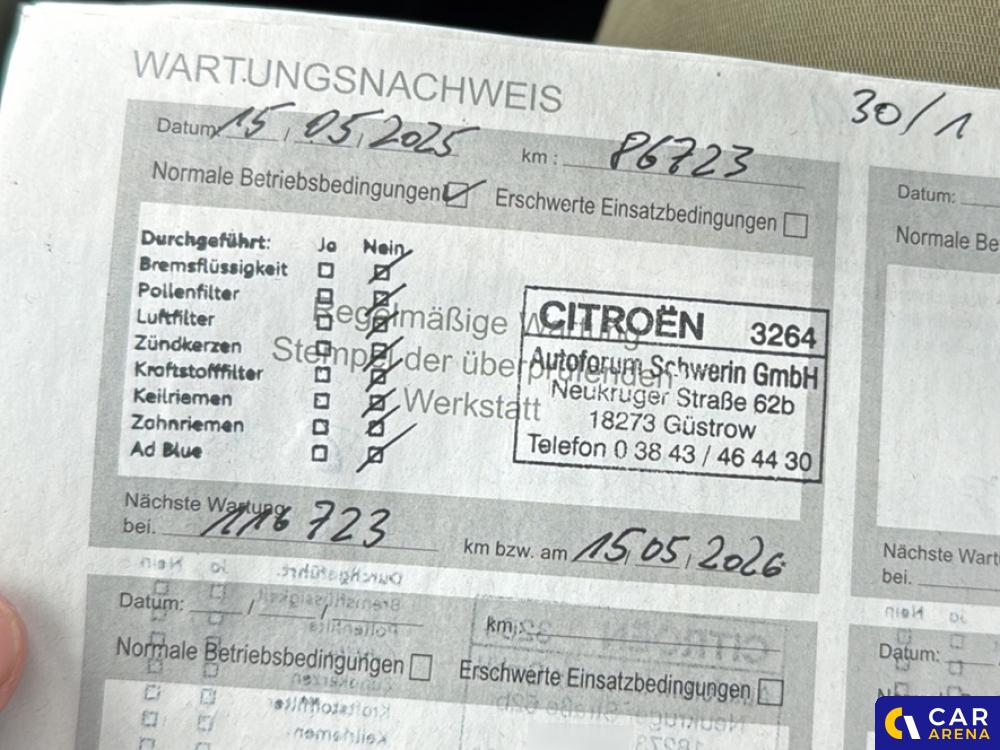 WARTUNGSNACHWEIS
30/1
Datum: 15 / 05, 2025 km : 86723
Normale Betriebsbedingungen Erschwerte Einsatzbedingungen
Durchgeführt: Ja Nein
Bremsflüssigkeit
Pollenfilter
Luftfilter
Zündkerzen
Kraftstofffilter
Keilriemen
Zahnriemen
Ad Blue
Regelmäßige Wartung
Stempel der überprüfenden
Werkstatt
CITROËN 3264
Autoforum Schwerin GmbH
Neukruger Straße 62b
18273 Güstrow
Telefon 0 38 43 / 46 44 30
Nächste Wartung
bei. 116 723 km bzw. am 15, 05, 2026
Datum: / / km :
Normale Betriebsbedingungen Erschwerte Einsatzbedingungen
Datum:
Normale Be
Nächste Wart
bei.
Datum:
CAR
ARENA